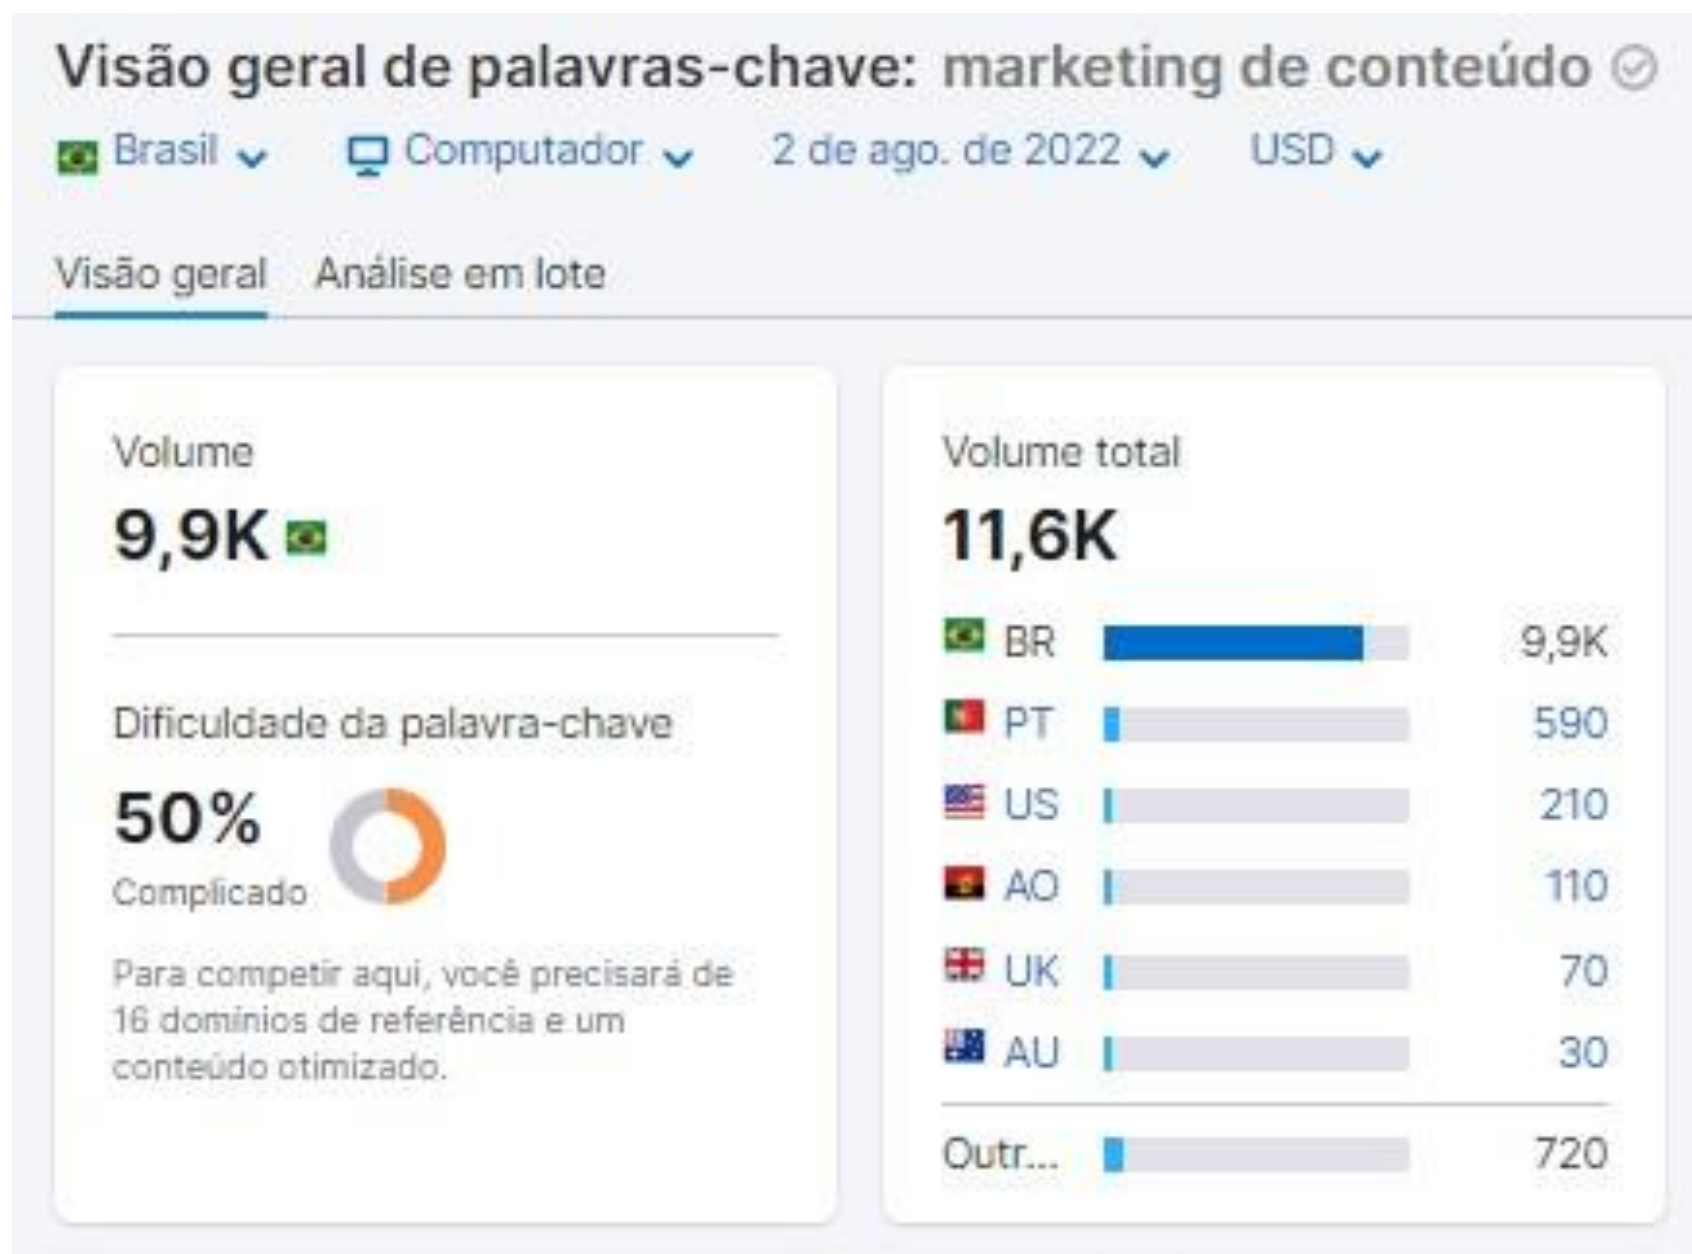 Visão geral de palavras-chave: marketing de conteúdo
Brasil Computador 2 de ago. de 2022 USD
Visão geral Análise em lote
Volume
9,9K
Dificuldade da palavra-chave
50%
Complicado
Para competir aqui, você precisará de
16 domínios de referência e um
conteúdo otimizado.
Volume total
11,6K
BR 9,9K
PT 590
US 210
AO 110
UK 70
AU 30
Outr... 720